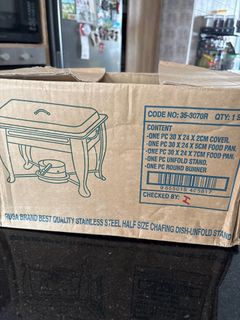 CODE NO: 35-3070R QTY: 1 S
CONTENT
-ONE PC 30 X 24 X 2CM COVER.
-ONE PC 30 X 24 X 5CM FOOD PAN.
-ONE PC 30 X 24 X 7CM FOOD PAN.
-ONE PC UNFOLD STAND.
-ONE PC ROUND BURNER
CHECKED BY:
BRAND BEST QUALITY STAINLESS STEEL HALF SIZE CHAFING DISH-UNFOLD STAND